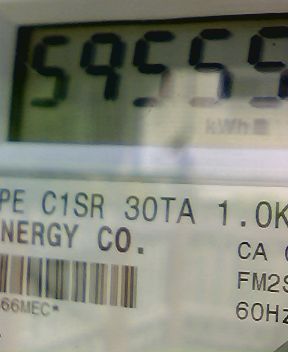 59555
kWh
PE C1SR 30TA 1.0K
NERGY CO.
CA
FM2S
66MEC*
60Hz